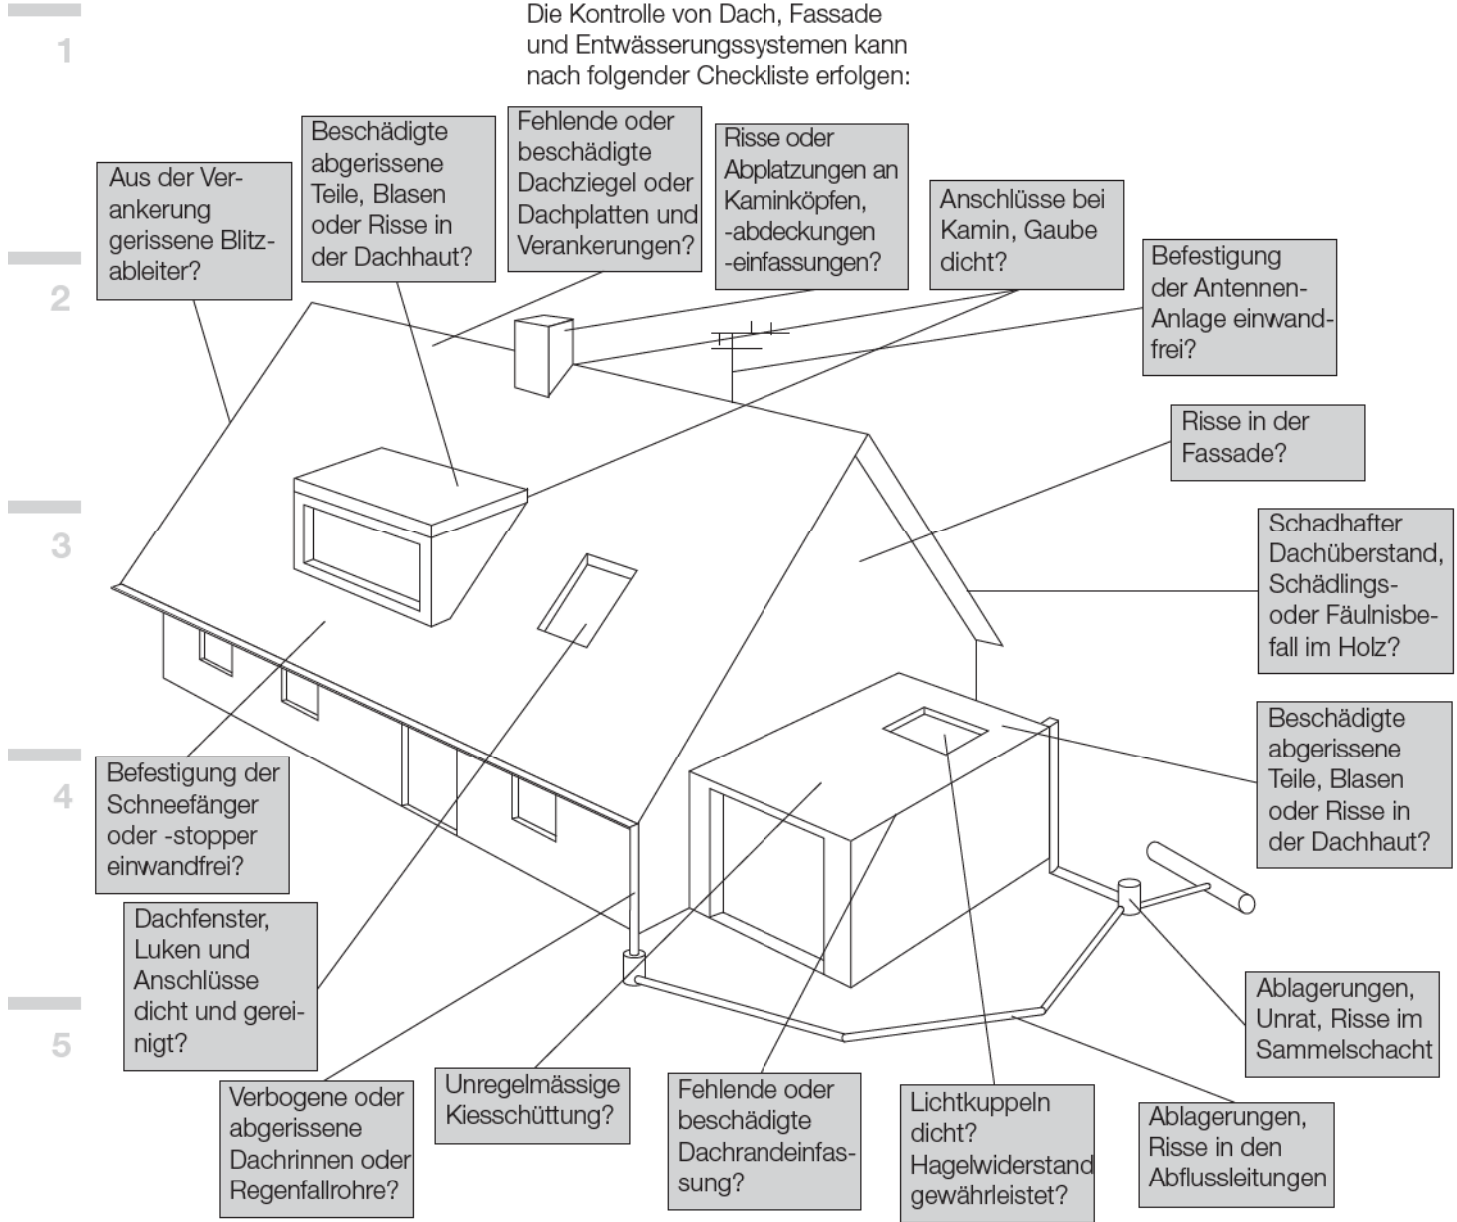 Die Kontrolle von Dach, Fassade
und Entwässerungssystemen kann
nach folgender Checkliste erfolgen:
1
2
3
4
5
Aus der Ver-
ankerung
gerissene Blitz-
ableiter?
Beschädigte
abgerissene
Teile, Blasen
oder Risse in
der Dachhaut?
Fehlende oder
beschädigte
Dachziegel oder
Dachplatten und
Verankerungen?
Risse oder
Abplatzungen an
Kaminköpfen,
-abdeckungen
-einfassungen?
Anschlüsse bei
Kamin, Gaube
dicht?
Befestigung
der Antennen-
Anlage einwand-
frei?
Risse in der
Fassade?
Schadhafter
Dachüberstand,
Schädlings-
oder Fäulnisbe-
fall im Holz?
Beschädigte
abgerissene
Teile, Blasen
oder Risse in
der Dachhaut?
Befestigung der
Schneefänger
oder -stopper
einwandfrei?
Dachfenster,
Luken und
Anschlüsse
dicht und gerei-
nigt?
Verbogene oder
abgerissene
Dachrinnen oder
Regenfallrohre?
Unregelmässige
Kiesschüttung?
Fehlende oder
beschädigte
Dachrandeinfas-
sung?
Lichtkuppeln
dicht?
Hagelwiderstand
gewährleistet?
Ablagerungen,
Risse in den
Abflussleitungen
Ablagerungen,
Unrat, Risse im
Sammelschacht